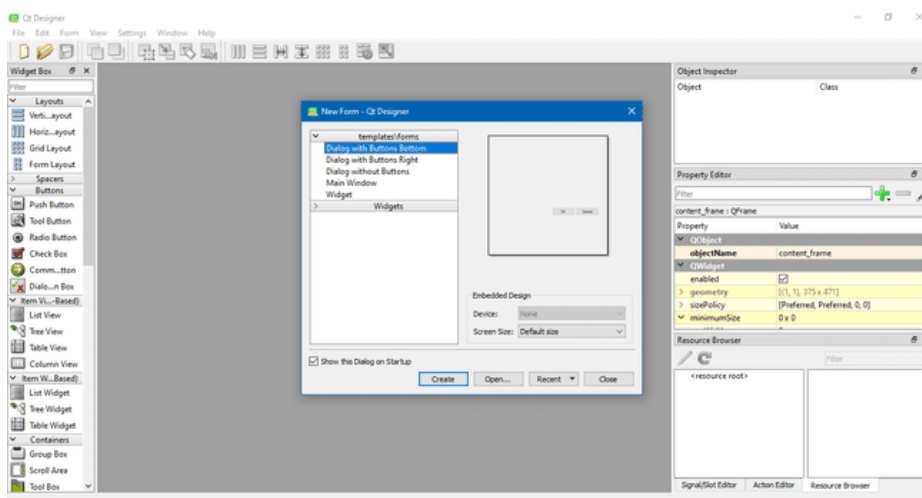 Qt Designer
File Edit Form View Settings Window Help
Widget Box
Filter
Layouts
Verti...ayout
Horiz...ayout
Grid Layout
Form Layout
Spacers
Buttons
Push Button
Tool Button
Radio Button
Check Box
Comm...tton
Dialo...n Box
Item Vi...-Based)
List View
Tree View
Table View
Column View
Item W...Based)
List Widget
Tree Widget
Table Widget
Containers
Group Box
Scroll Area
Tool Box
New Form - Qt Designer
templates\forms
Dialog with Buttons Bottom
Dialog with Buttons Right
Dialog without Buttons
Main Window
Widget
Widgets
Embedded Design
Device: None
Screen Size: Default size
Show this Dialog on Startup
Create Open... Recent Close
Object Inspector
Object Class
Property Editor
Filter
content_frame : QFrame
Property Value
QObject
objectName content_frame
QWidget
enabled
geometry [(1, 1), 375 x 471]
sizePolicy [Preferred, Preferred, 0, 0]
minimumSize 0 x 0
Resource Browser
Filter
<resource root>
Signal/Slot Editor Action Editor Resource Browser